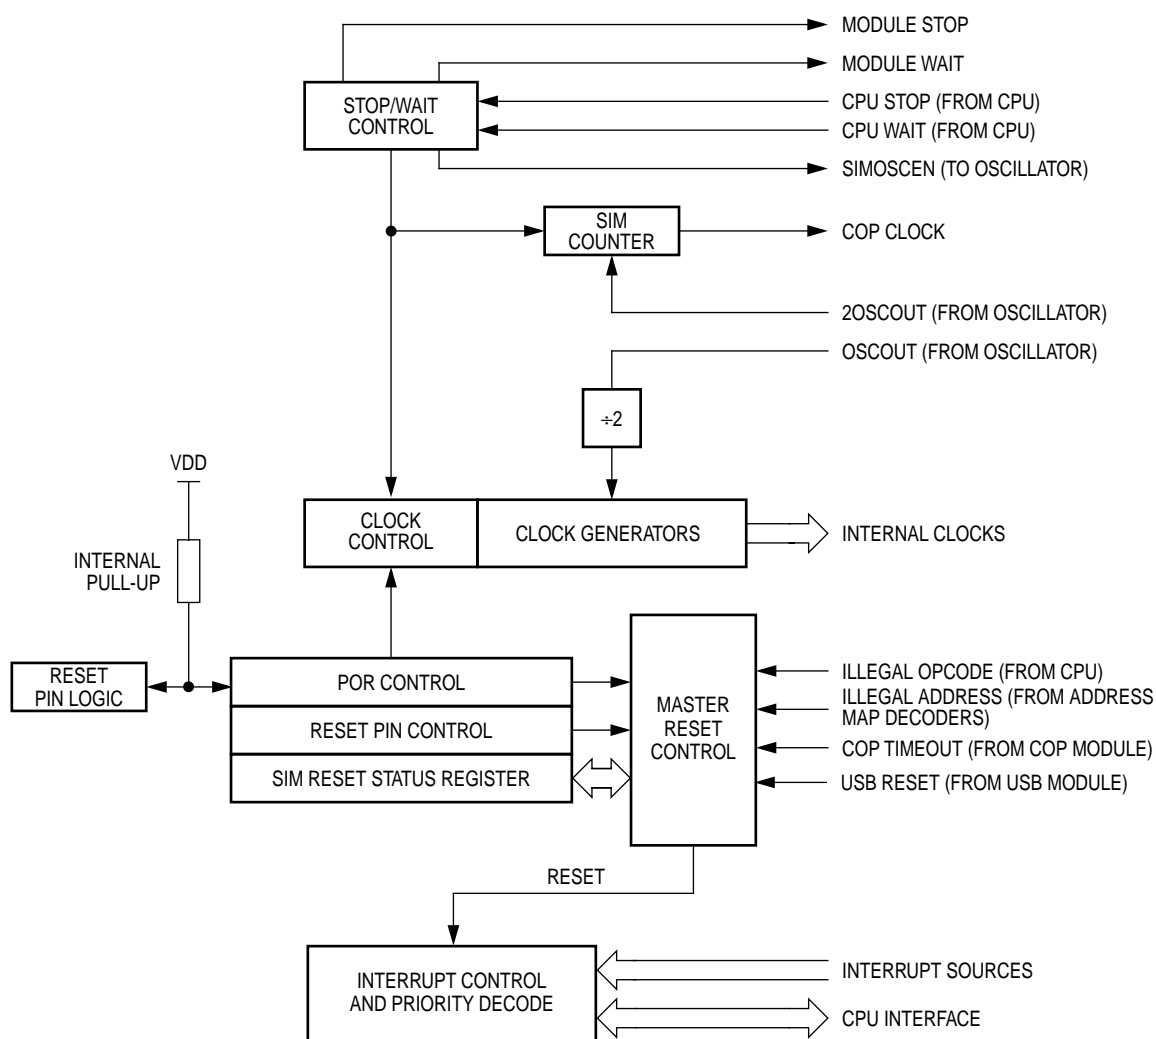 MODULE STOP
MODULE WAIT
STOP/WAIT
CONTROL
CPU STOP (FROM CPU)
CPU WAIT (FROM CPU)
SIMOSCEN (TO OSCILLATOR)
SIM
COUNTER
COP CLOCK
2OSCOUT (FROM OSCILLATOR)
OSCOUT (FROM OSCILLATOR)
÷2
VDD
CLOCK
CONTROL
CLOCK GENERATORS
INTERNAL CLOCKS
INTERNAL
PULL-UP
RESET
PIN LOGIC
POR CONTROL
RESET PIN CONTROL
SIM RESET STATUS REGISTER
MASTER
RESET
CONTROL
ILLEGAL OPCODE (FROM CPU)
ILLEGAL ADDRESS (FROM ADDRESS
MAP DECODERS)
COP TIMEOUT (FROM COP MODULE)
USB RESET (FROM USB MODULE)
RESET
INTERRUPT CONTROL
AND PRIORITY DECODE
INTERRUPT SOURCES
CPU INTERFACE